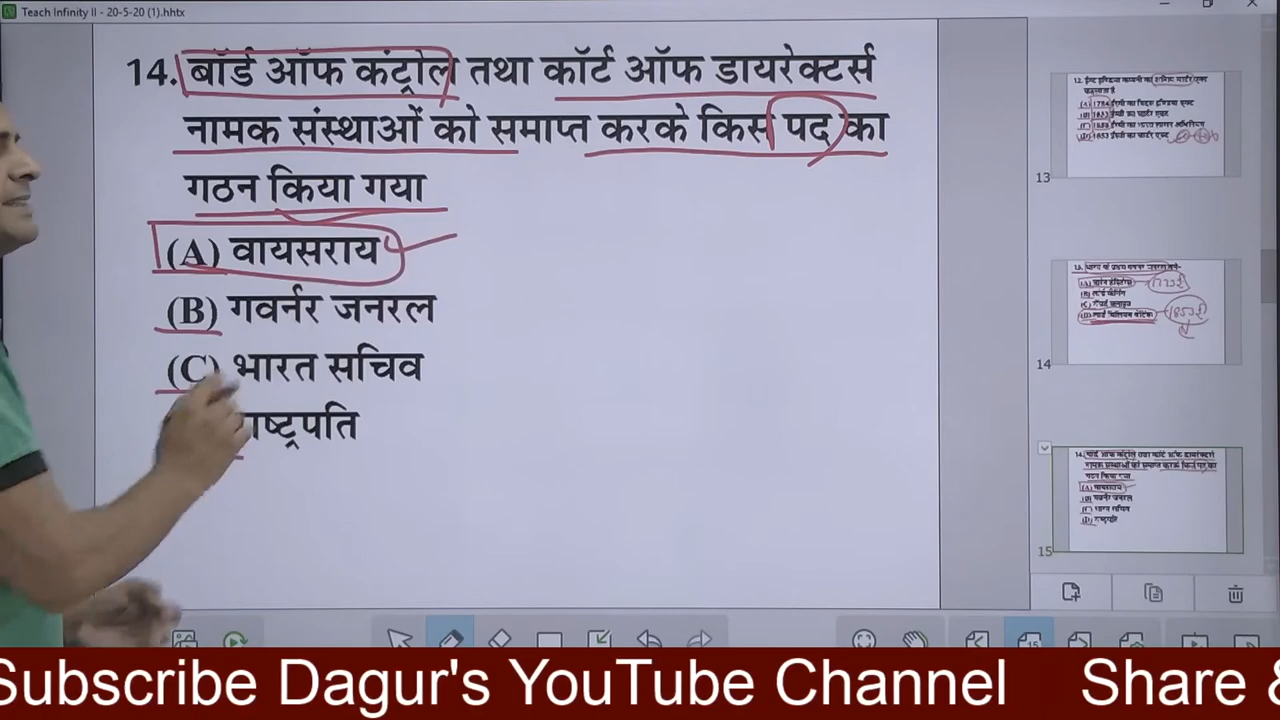 Teach Infinity II - 20-5-20 (1).hhtx
14. बॉर्ड ऑफ कंट्रोल तथा कॉर्ट ऑफ डायरेक्टर्स
नामक संस्थाओं को समाप्त करके किस पद का
गठन किया गया
(A) वायसराय
(B) गवर्नर जनरल
(C) भारत सचिव
राष्ट्रपति
13
14
15
Subscribe Dagur's YouTube Channel Share &